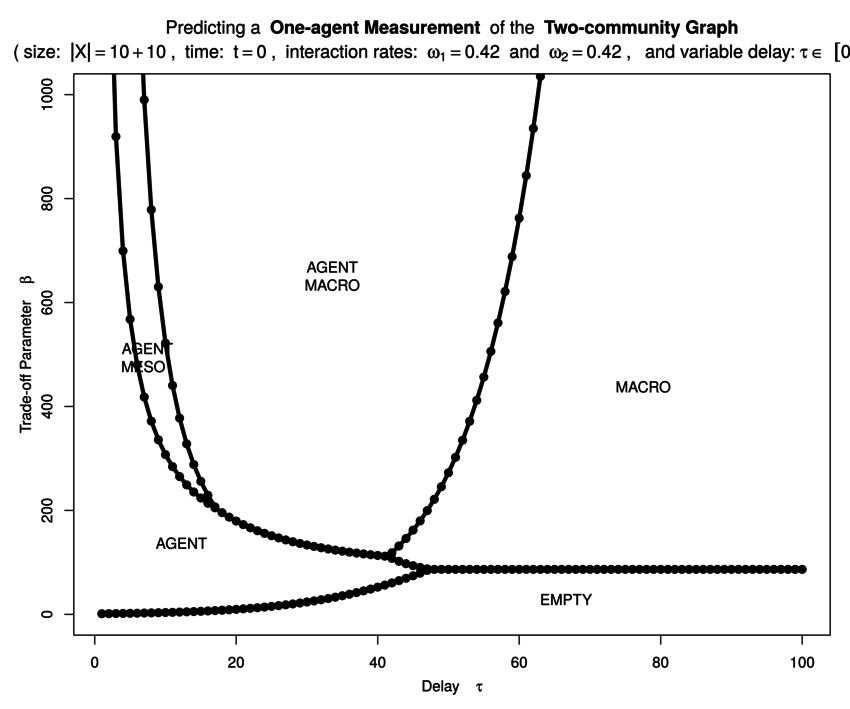 Predicting a One-agent Measurement of the Two-community Graph
( size: |X| = 10 + 10 , time: t = 0 , interaction rates: ω₁ = 0.42 and ω₂ = 0.42 , and variable delay: τ ∈ [0
1000
800
600
400
200
0
Trade-off Parameter β
AGENT
MACRO
AGENT
MESO
MACRO
AGENT
EMPTY
0 20 40 60 80 100
Delay τ